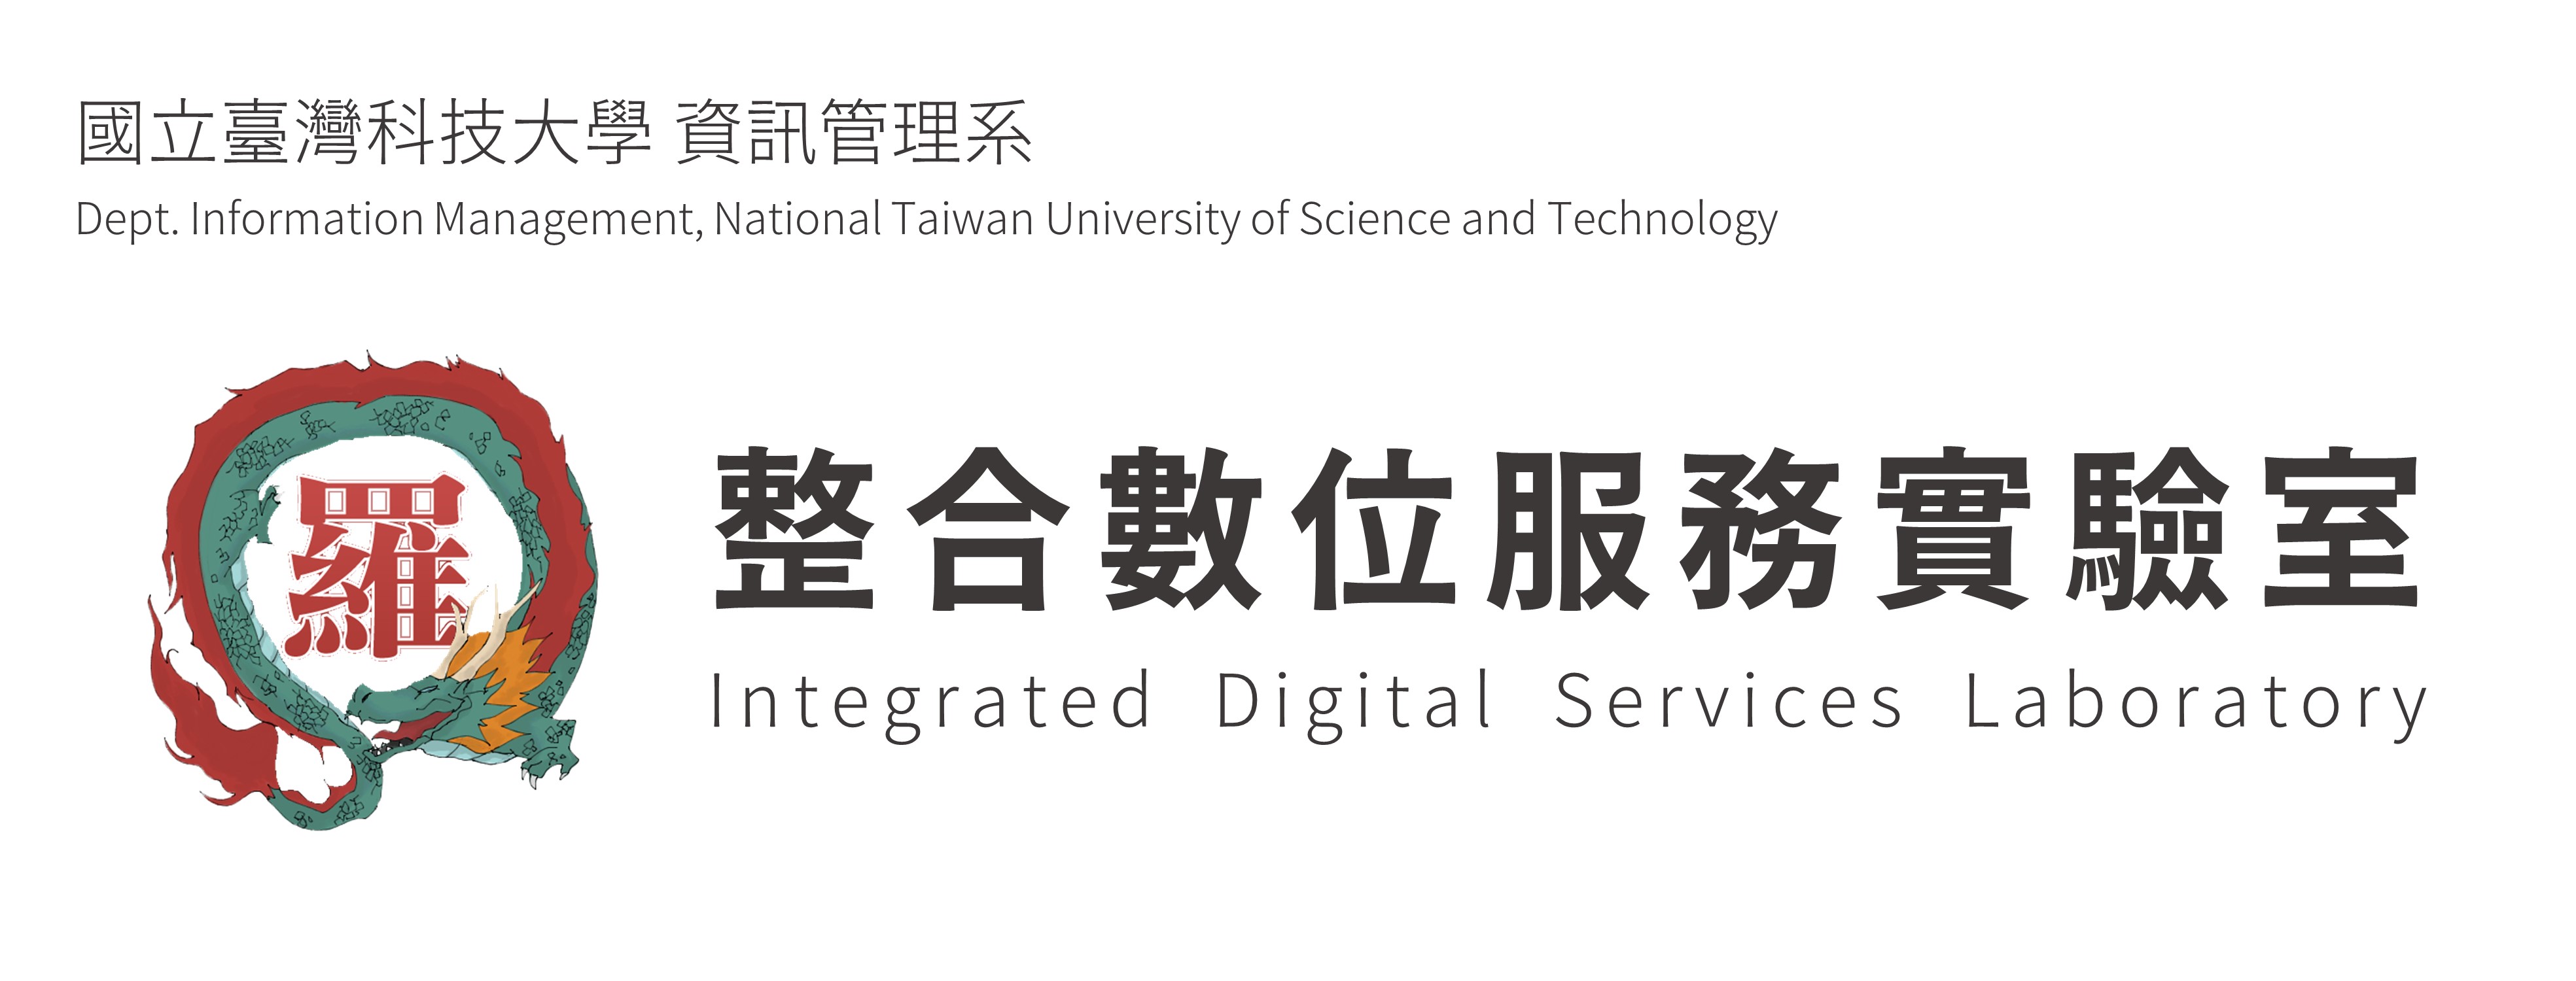 國立臺灣科技大學 資訊管理系
Dept. Information Management, National Taiwan University of Science and Technology
羅
整合數位服務實驗室
Integrated Digital Services Laboratory